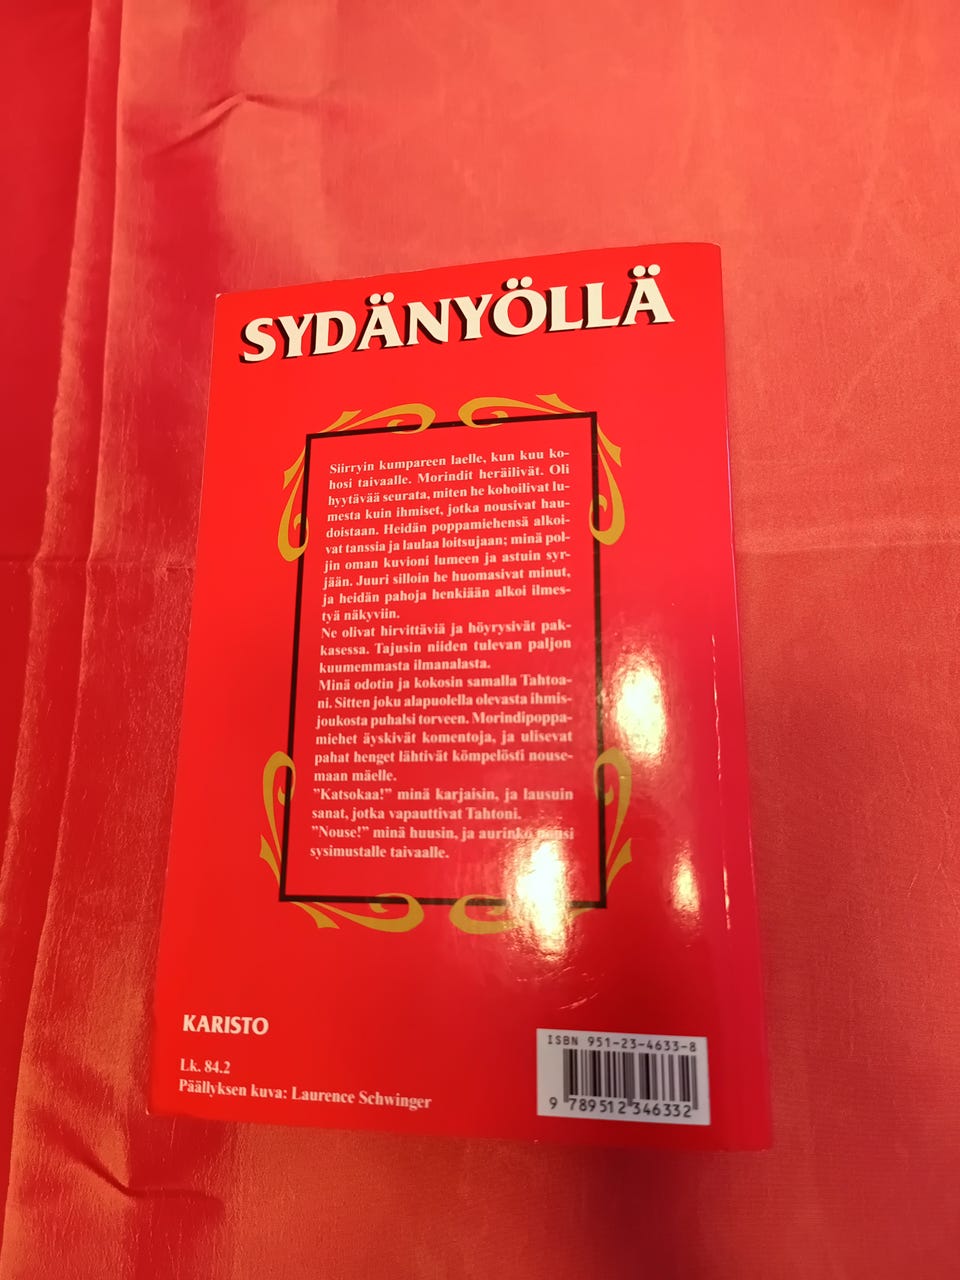 SYDÄNYÖLLÄ
Siirryin kumpareen laelle, kun kuu ko-
hosi taivaalle. Morindit heräilivät. Oli
hyytävää seurata, miten he kohoilivat lu-
mesta kuin ihmiset, jotka nousivat hau-
doistaan. Heidän poppamiehensä alkoi-
vat tanssia ja laulaa loitsujaan; minä pol-
jin oman kuvioni lumeen ja astuin syr-
jään. Juuri silloin he huomasivat minut,
ja heidän pahoja henkiään alkoi ilmes-
tyä näkyviin.
Ne olivat hirvittäviä ja höyrysivät pak-
kasessa. Tajusin niiden tulevan paljon
kuumemmasta ilmanalasta.
Minä odotin ja kokosin samalla Tahtoa-
ni. Sitten joku alapuolella olevasta ihmis-
joukosta puhalsi torveen. Morindipoppa-
miehet äyskivät komentoja, ja ulisevat
pahat henget lähtivät kömpelösti nouse-
maan mäelle.
”Katsokaa!” minä karjaisin, ja lausuin
sanat, jotka vapauttivat Tahtoni.
”Nouse!” minä huusin, ja aurinko nousi
sysimustalle taivaalle.
KARISTO
Lk. 84.2
Päällyksen kuva: Laurence Schwinger
ISBN 951-23-4633-8
9 789512 346332